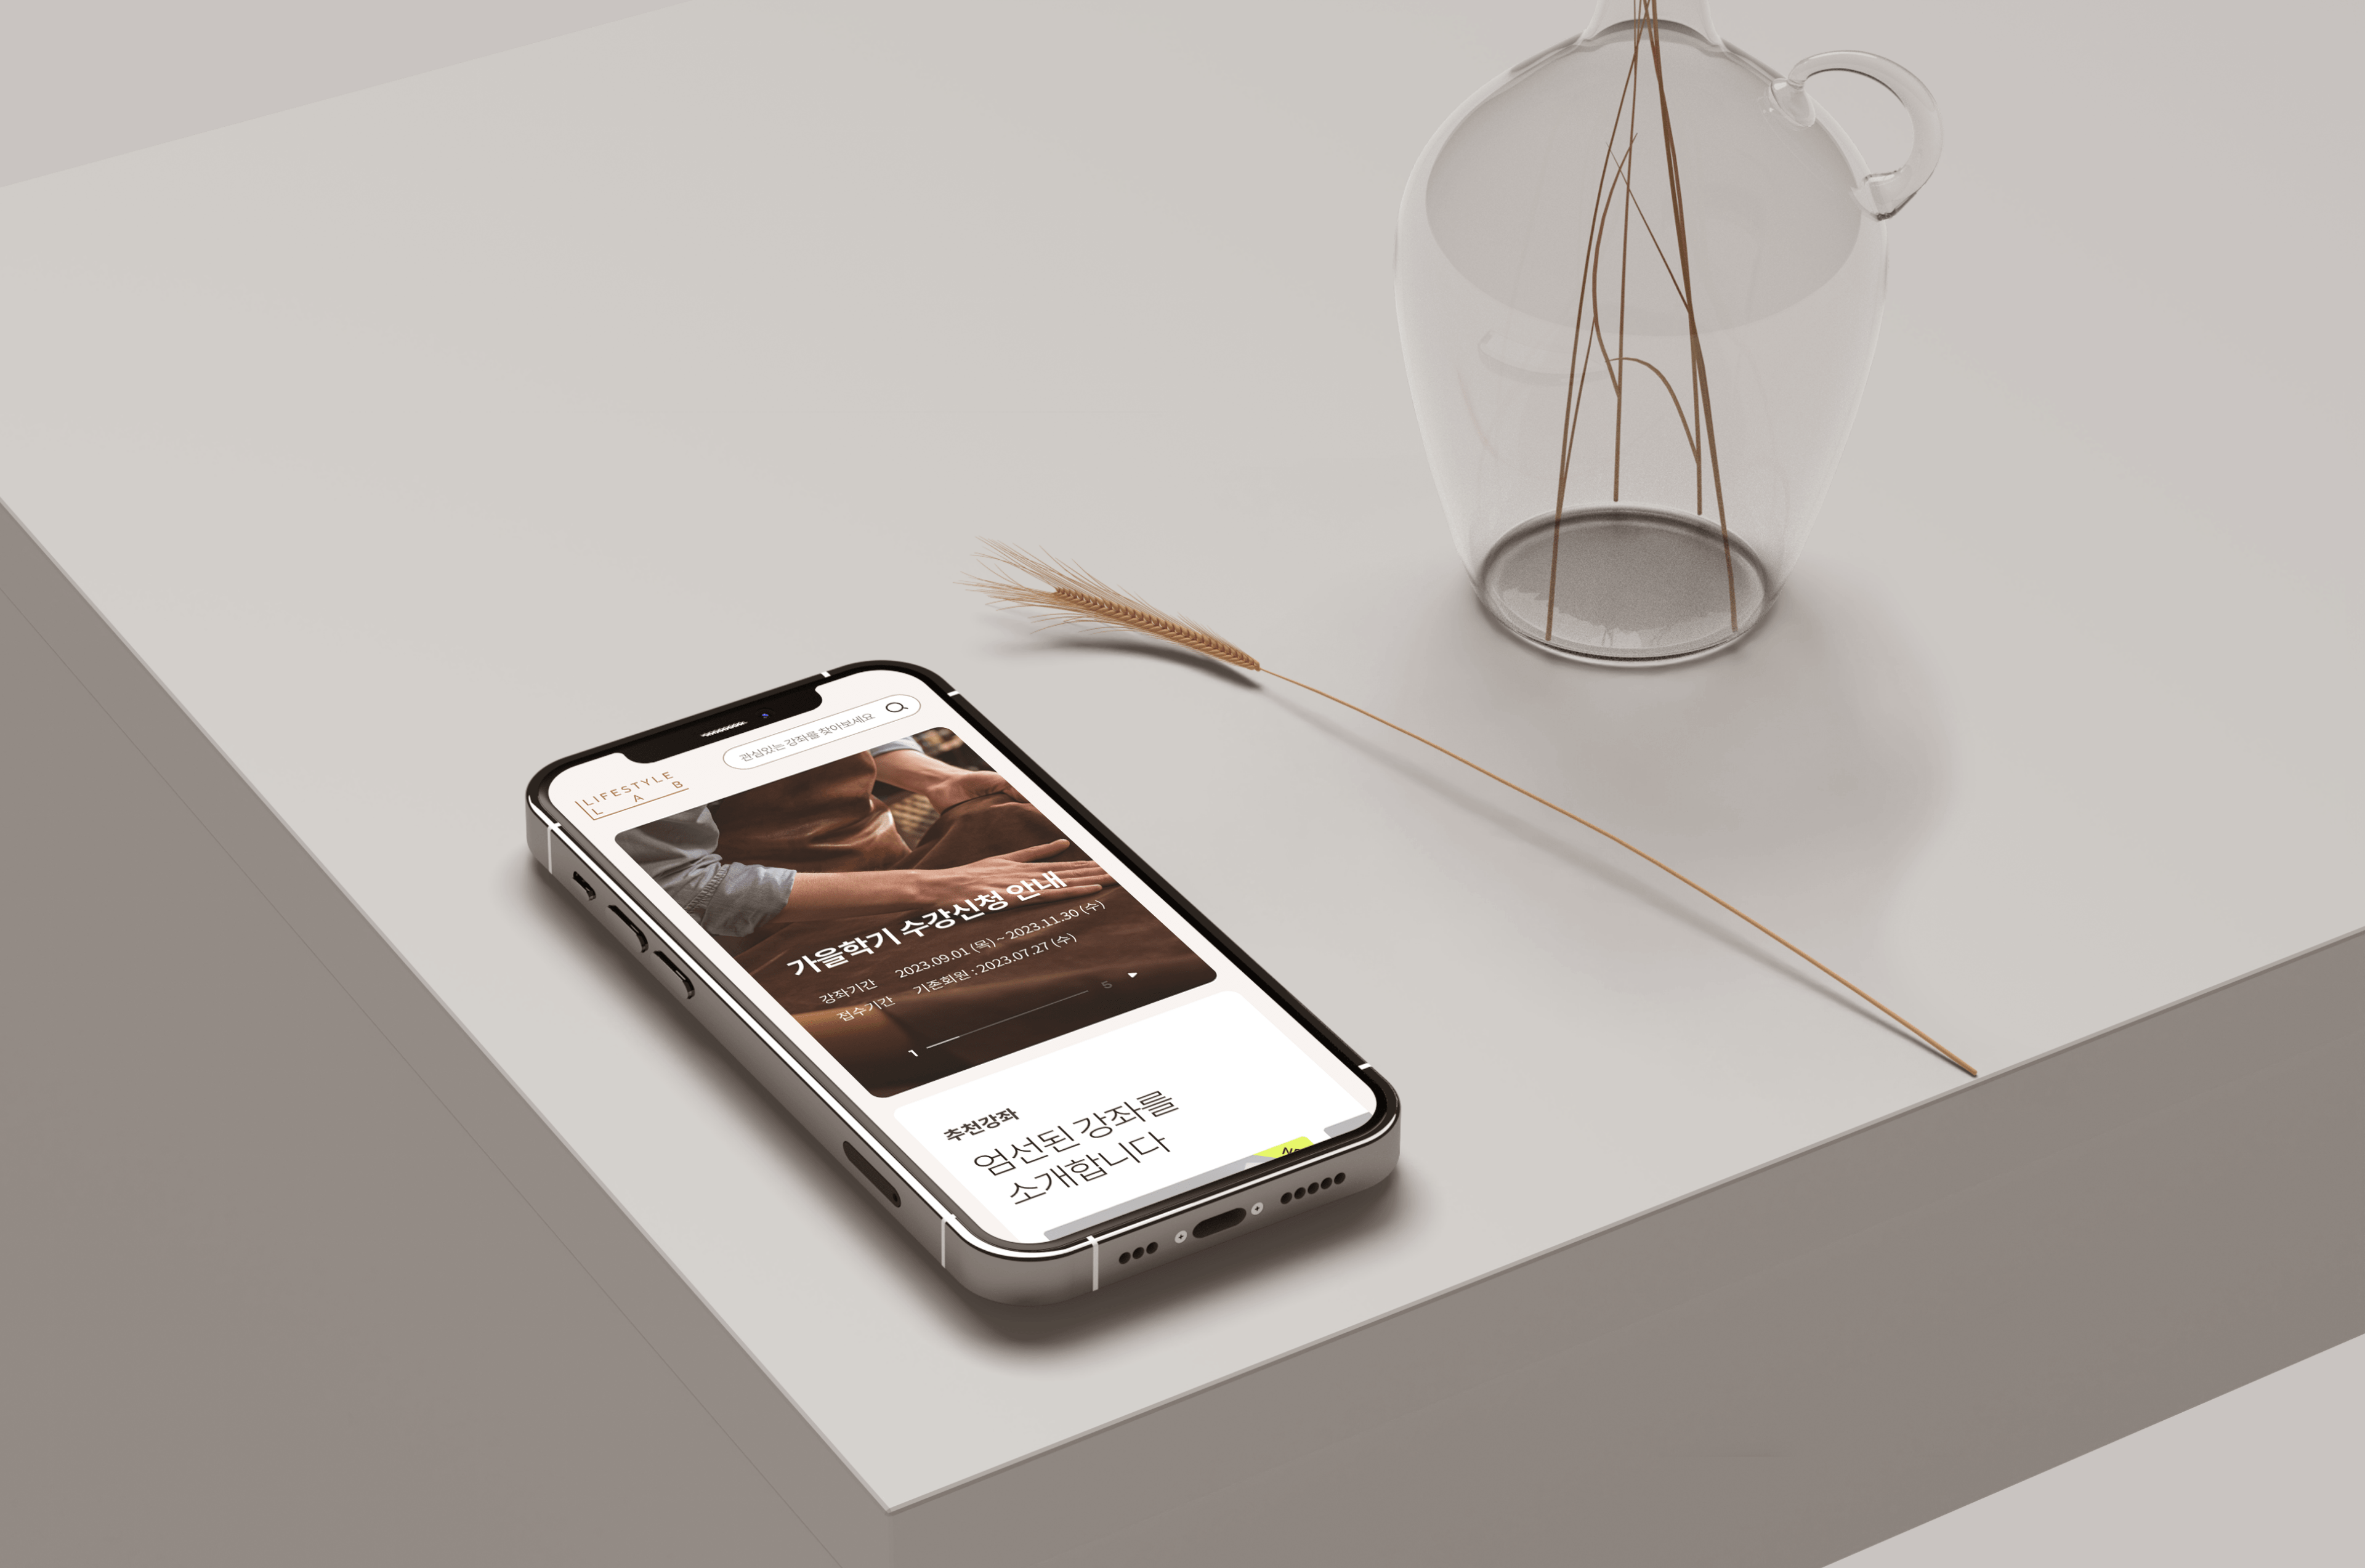 LIFESTYLE
L A B
관심있는 강좌를 찾아보세요
가을학기 수강신청 안내
강좌기간 2023.09.01 (목) ~ 2023.11.30 (수)
접수기간 기존회원 : 2023.07.27 (수)
1 5
추천강좌
엄선된 강좌를
소개합니다